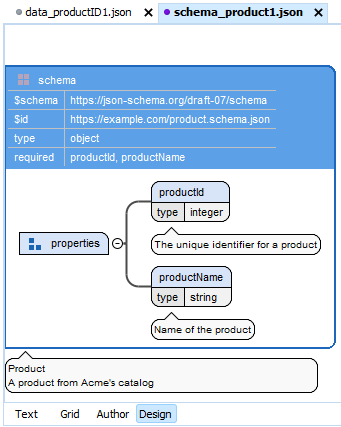 data_productID1.json schema_product1.json
schema
$schema https://json-schema.org/draft-07/schema
$id https://example.com/product.schema.json
type object
required productId, productName
productId
type integer
The unique identifier for a product
properties
productName
type string
Name of the product
Product
A product from Acme's catalog
Text Grid Author Design